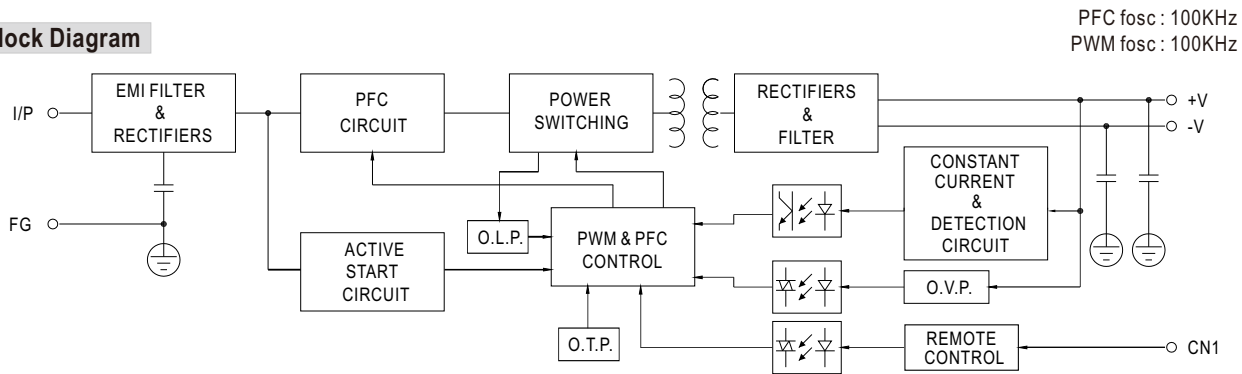 PFC fosc : 100KHz
PWM fosc : 100KHz
lock Diagram
I/P
EMI FILTER
&
RECTIFIERS
PFC
CIRCUIT
POWER
SWITCHING
RECTIFIERS
&
FILTER
+V
-V
FG
ACTIVE
START
CIRCUIT
O.L.P.
PWM & PFC
CONTROL
O.T.P.
CONSTANT
CURRENT
&
DETECTION
CIRCUIT
O.V.P.
REMOTE
CONTROL
CN1